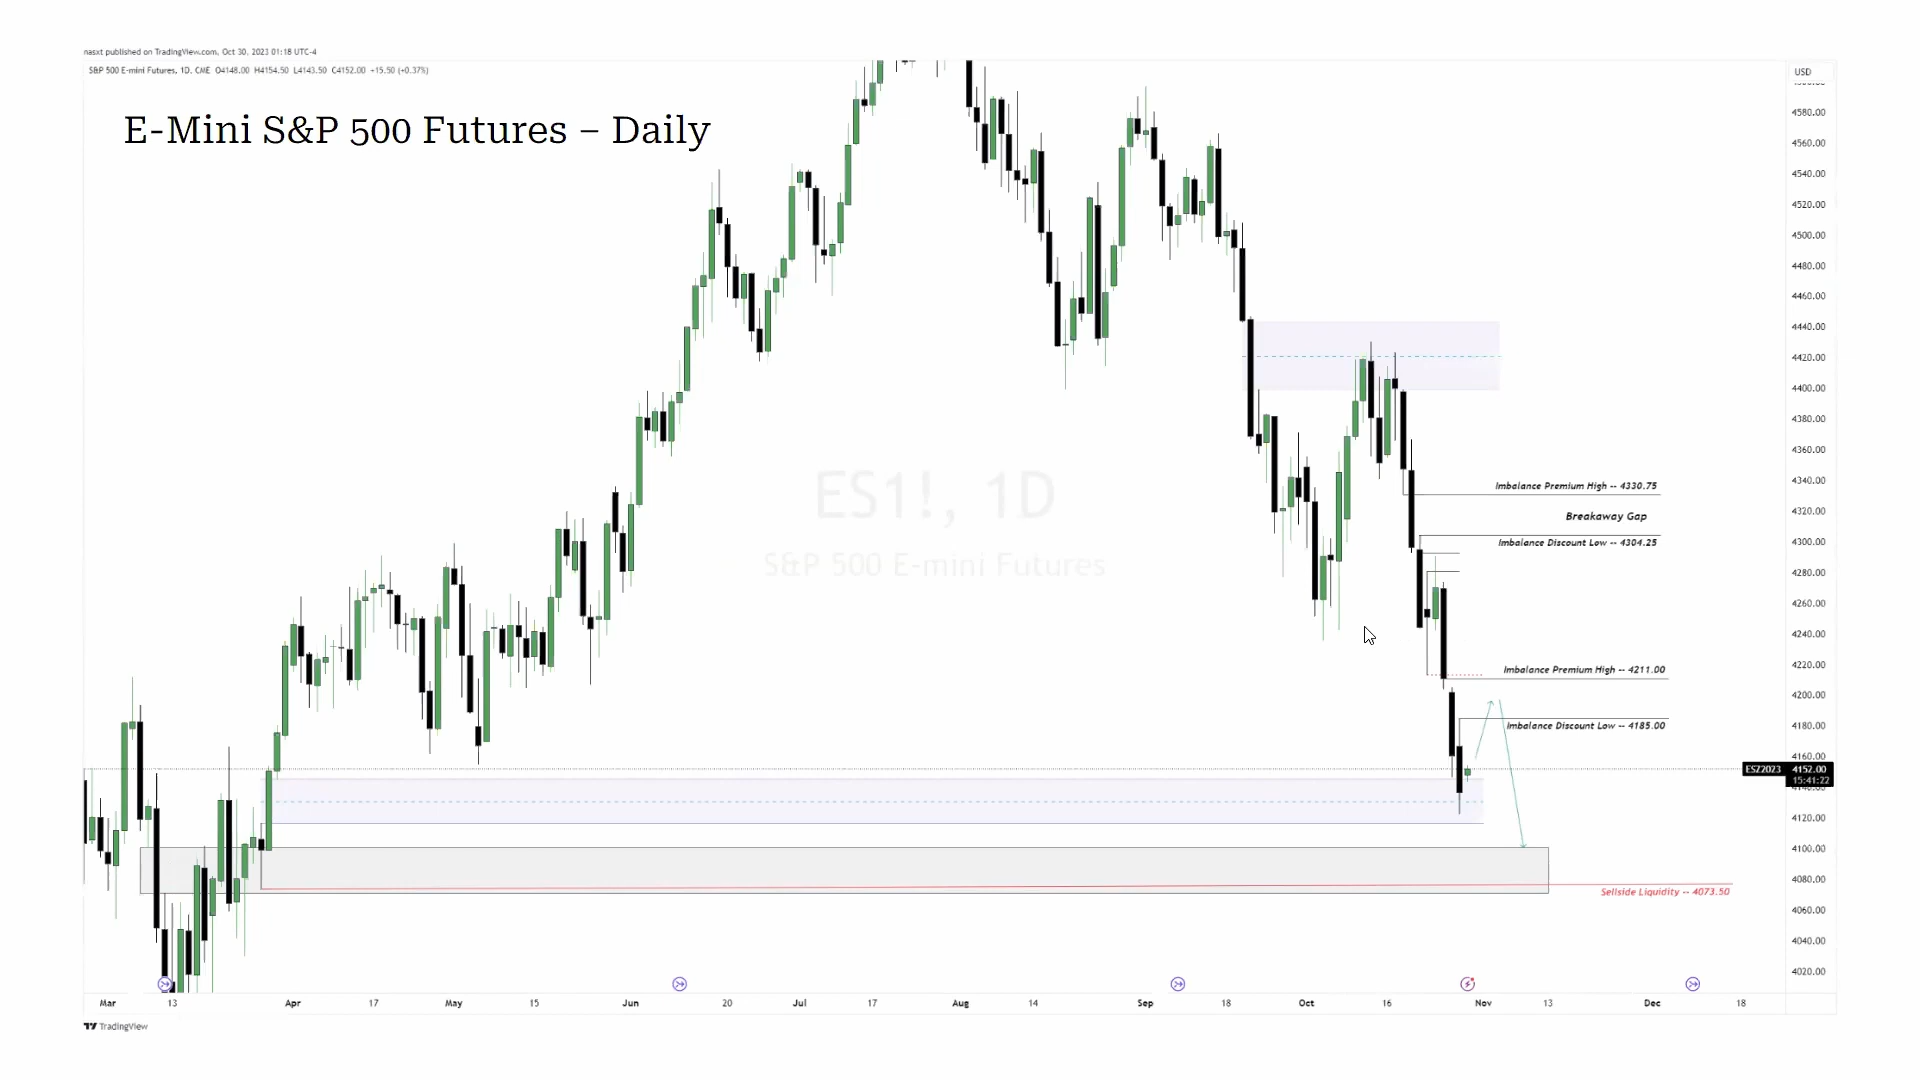 nasxt published on TradingView.com, Oct 30, 2023 01:18 UTC-4
S&P 500 E-mini Futures, 1D, CME O4148.00 H4154.50 L4143.50 C4152.00 +15.50 (+0.37%)
USD
E-Mini S&P 500 Futures – Daily
4580.00
4560.00
4540.00
4520.00
4500.00
4480.00
4460.00
4440.00
4420.00
4400.00
4380.00
4360.00
4340.00
4320.00
4300.00
4280.00
4260.00
4240.00
4220.00
4200.00
4180.00
4160.00
ES1!, 1D
S&P 500 E-mini Futures
Imbalance Premium High -- 4330.75
Breakaway Gap
Imbalance Discount Low -- 4304.25
Imbalance Premium High -- 4211.00
Imbalance Discount Low -- 4185.00
ESZ2023 4152.00
15:41:22
4120.00
4100.00
4080.00
4060.00
4040.00
4020.00
Sellside Liquidity -- 4073.50
Mar 13 Apr 17 May 15 Jun 20 Jul 17 Aug 14 Sep 18 Oct 16 Nov 13 Dec 18
TradingView